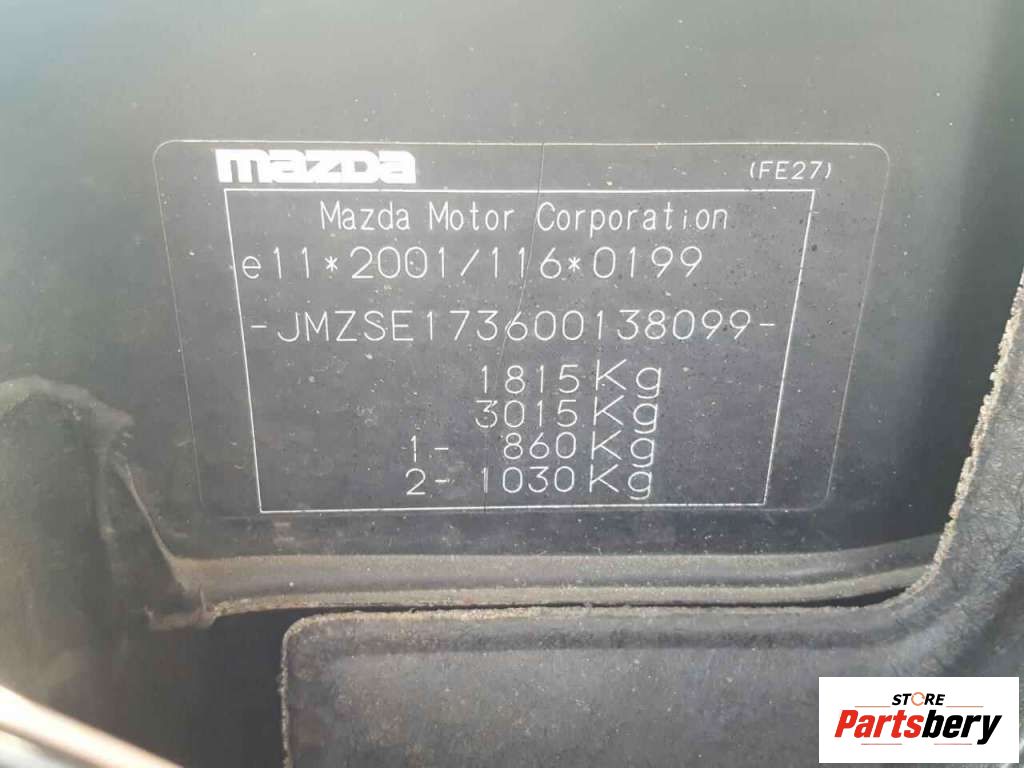 mazda
(FE27)
Mazda Motor Corporation
e11*2001/116*0199
-JMZSE173600138099-
1815Kg
3015Kg
1- 860Kg
2- 1030Kg
STORE
Partsbery